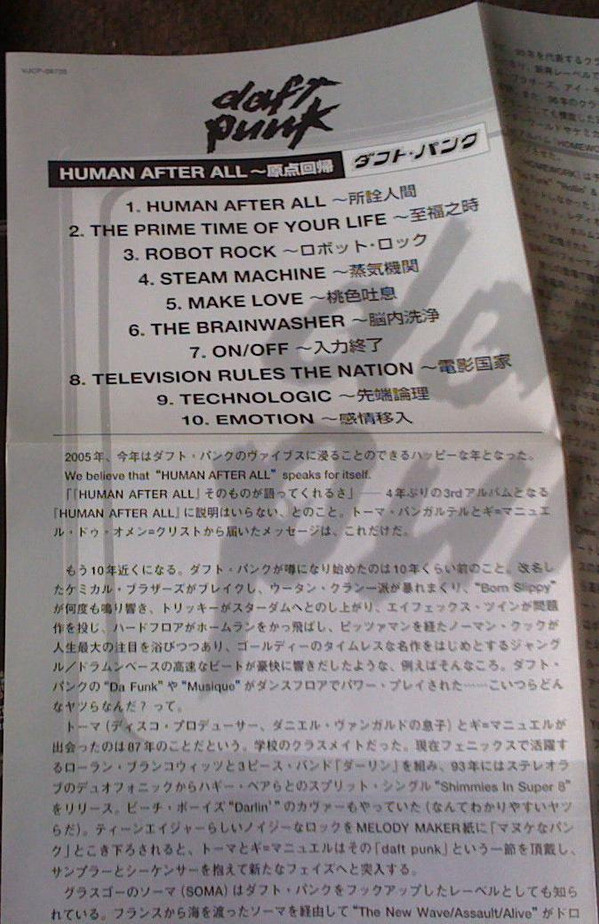 daft
punk
HUMAN AFTER ALL～原点回帰 ダフト・パンク
1. HUMAN AFTER ALL ～所詮人間
2. THE PRIME TIME OF YOUR LIFE ～至福之時
3. ROBOT ROCK ～ロボット・ロック
4. STEAM MACHINE ～蒸気機関
5. MAKE LOVE ～桃色吐息
6. THE BRAINWASHER ～脳内洗浄
7. ON/OFF ～入力終了
8. TELEVISION RULES THE NATION ～電影国家
9. TECHNOLOGIC ～先端論理
10. EMOTION ～感情移入
2005年、今年はダフト・パンクのヴァイブスに浸ることのできるハッピーな年となった。
We believe that "HUMAN AFTER ALL" speaks for itself.
「「HUMAN AFTER ALL」そのものが語ってくれるさ」── 4年ぶりの3rdアルバムとなる
「HUMAN AFTER ALL」に説明はいらない、とのこと。トーマ・バンガルテルとギ=マニュエ
ル・ドゥ・オメン=クリストから届いたメッセージは、これだけだ。
もう10年近くになる。ダフト・パンクが噂になり始めたのは10年くらい前のこと。改名し
たケミカル・ブラザーズがブレイクし、ウータン・クラン一派が暴れまくり、"Born Slippy"
が何度も鳴り響き、トリッキーがスターダムへとのし上がり、エイフェックス・ツインが問題
作を投じ、ハードフロアがホームランをかっ飛ばし、ピッツァマンを経たノーマン・クックが
人生最大の注目を浴びつつあり、ゴールディーのタイムレスな名作をはじめとするジャング
ル／ドラムンベースの高速なビートが豪快に響きだしたような、例えばそんなころ。ダフト・
パンクの"Da Funk"や"Musique"がダンスフロアでパワー・プレイされた……こいつらどん
なヤツらなんだ？ って。
トーマ（ディスコ・プロデューサー、ダニエル・ヴァンガルドの息子）とギ=マニュエルが
出会ったのは87年のことだという。学校のクラスメイトだった。現在フェニックスで活躍す
るローラン・ブランコウィッツと3ピース・バンド「ダーリン」を組み、93年にはステレオラ
ブのデュオフォニックからハギー・ベアらとのスプリット・シングル"Shimmies In Super 8"
をリリース。ビーチ・ボーイズ"Darlin'"のカヴァーもやっていた（なんてわかりやすいヤツ
らだ）。ティーンエイジャーらしいノイジーなロックをMELODY MAKER紙に「マヌケなパン
ク」とこき下ろされると、トーマとギ=マニュエルはその「daft punk」という一節を頂戴し、
サンプラーとシーケンサーを抱えて新たなフェイズへと突入する。
グラスゴーのソーマ（SOMA）はダフト・パンクをフックアップしたレーベルとしても知ら
れている。フランスから海を渡ったソーマを経由して"The New Wave/Assault/Alive"がドロ